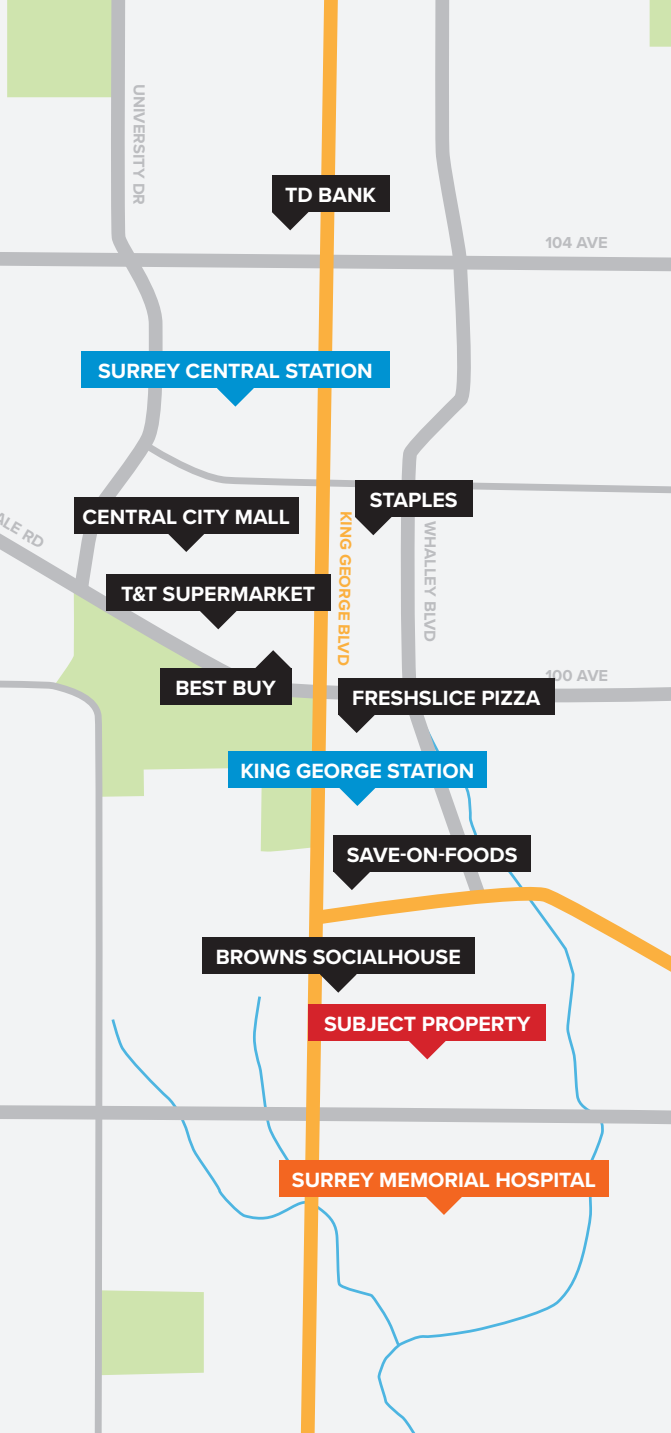 UNIVERSITY DR
TD BANK
104 AVE
SURREY CENTRAL STATION
STAPLES
CENTRAL CITY MALL
KING GEORGE BLVD
WHALLEY BLVD
ALE RD
T&T SUPERMARKET
100 AVE
BEST BUY
FRESHSLICE PIZZA
KING GEORGE STATION
SAVE-ON-FOODS
BROWNS SOCIALHOUSE
SUBJECT PROPERTY
SURREY MEMORIAL HOSPITAL